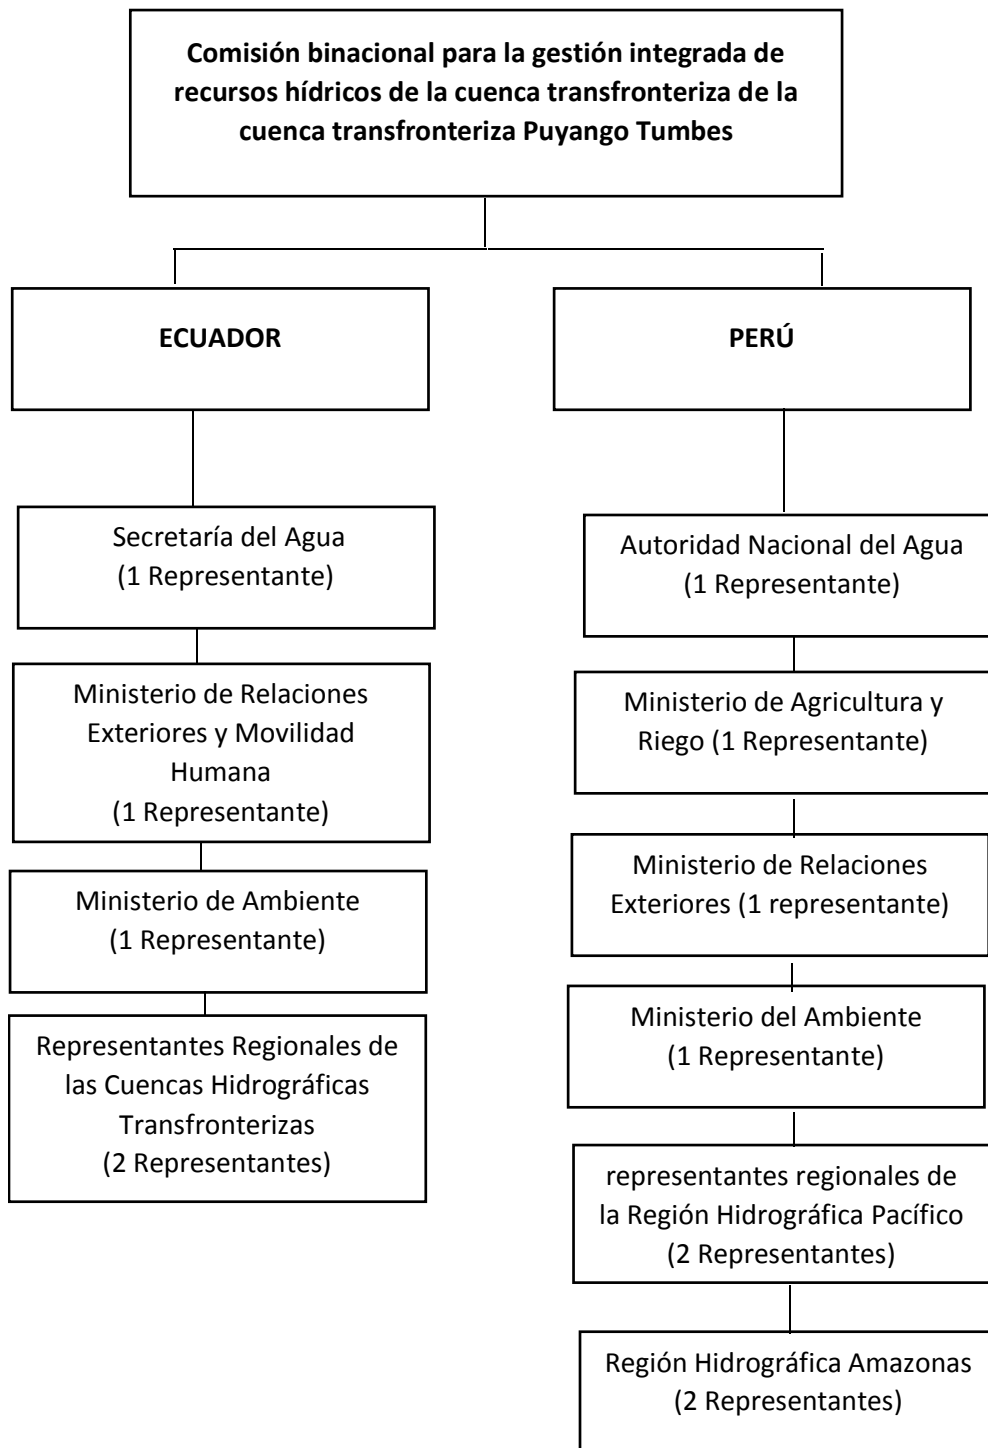 Comisión binacional para la gestión integrada de
recursos hídricos de la cuenca transfronteriza de la
cuenca transfronteriza Puyango Tumbes
ECUADOR
PERÚ
Secretaría del Agua
(1 Representante)
Ministerio de Relaciones
Exteriores y Movilidad
Humana
(1 Representante)
Ministerio de Ambiente
(1 Representante)
Representantes Regionales de
las Cuencas Hidrográficas
Transfronterizas
(2 Representantes)
Autoridad Nacional del Agua
(1 Representante)
Ministerio de Agricultura y
Riego (1 Representante)
Ministerio de Relaciones
Exteriores (1 representante)
Ministerio del Ambiente
(1 Representante)
representantes regionales de
la Región Hidrográfica Pacífico
(2 Representantes)
Región Hidrográfica Amazonas
(2 Representantes)